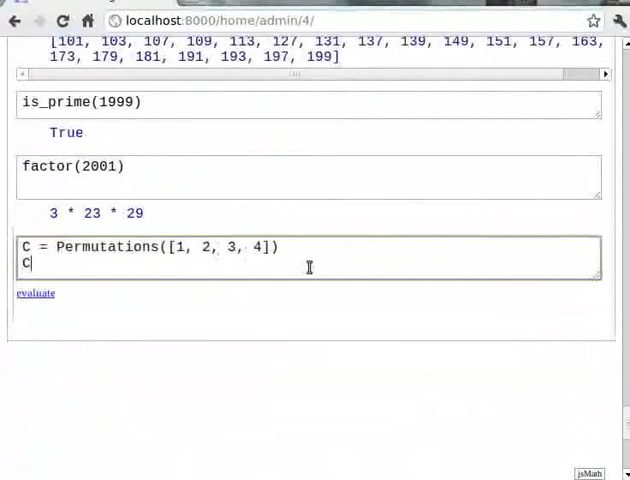 localhost:8000/home/admin/4/
[101, 103, 107, 109, 113, 127, 131, 137, 139, 149, 151, 157, 163,
173, 179, 181, 191, 193, 197, 199]
is_prime(1999)
True
factor(2001)
3 * 23 * 29
C = Permutations([1, 2, 3, 4])
C
evaluate
jsMath